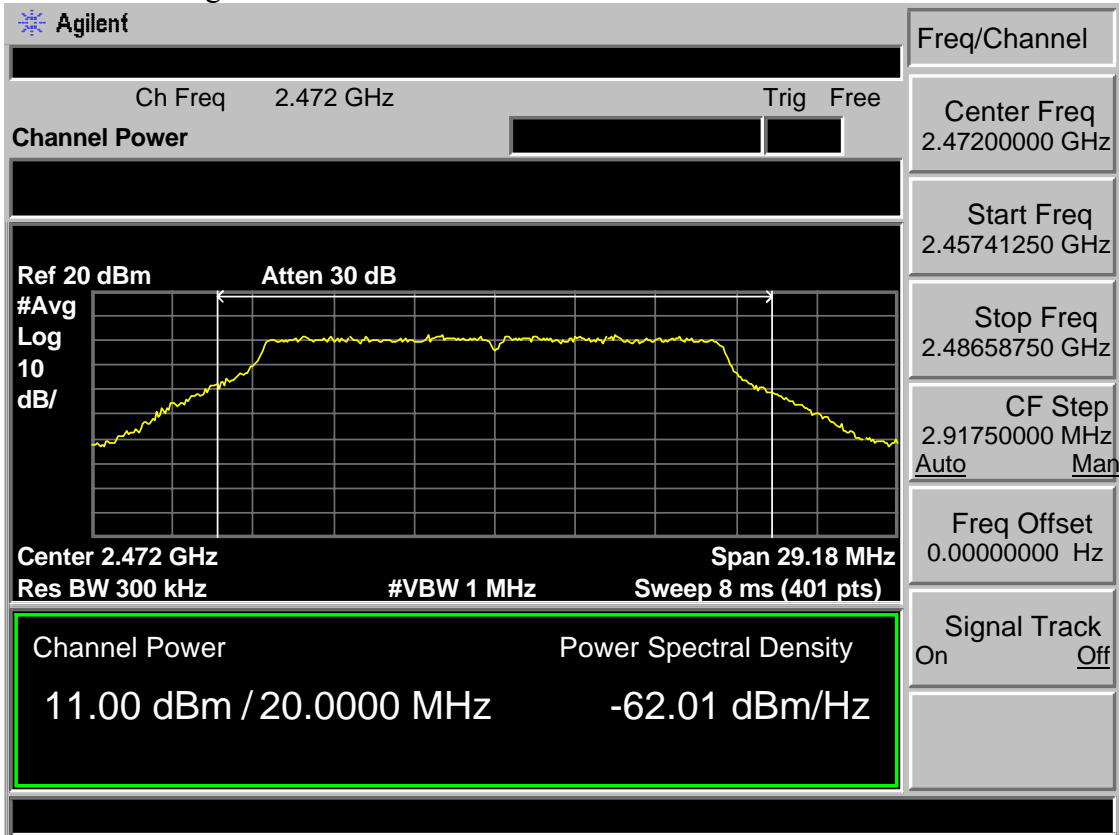 Agilent
Freq/Channel
Ch Freq 2.472 GHz Trig Free
Channel Power
Center Freq
2.47200000 GHz
Start Freq
2.45741250 GHz
Stop Freq
2.48658750 GHz
CF Step
2.91750000 MHz
Auto Man
Freq Offset
0.00000000 Hz
Signal Track
On Off
Ref 20 dBm Atten 30 dB
#Avg
Log
10
dB/
Center 2.472 GHz Span 29.18 MHz
Res BW 300 kHz #VBW 1 MHz Sweep 8 ms (401 pts)
Channel Power Power Spectral Density
11.00 dBm / 20.0000 MHz -62.01 dBm/Hz